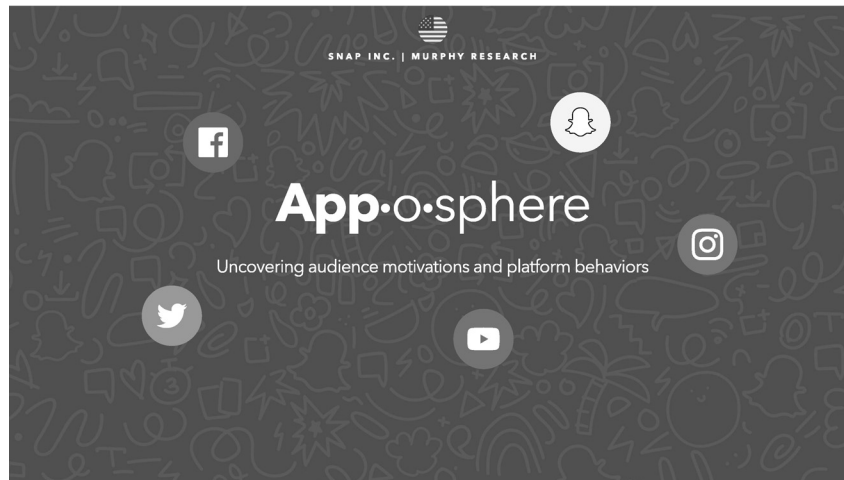 SNAP INC. | MURPHY RESEARCH
App•o•sphere
Uncovering audience motivations and platform behaviors